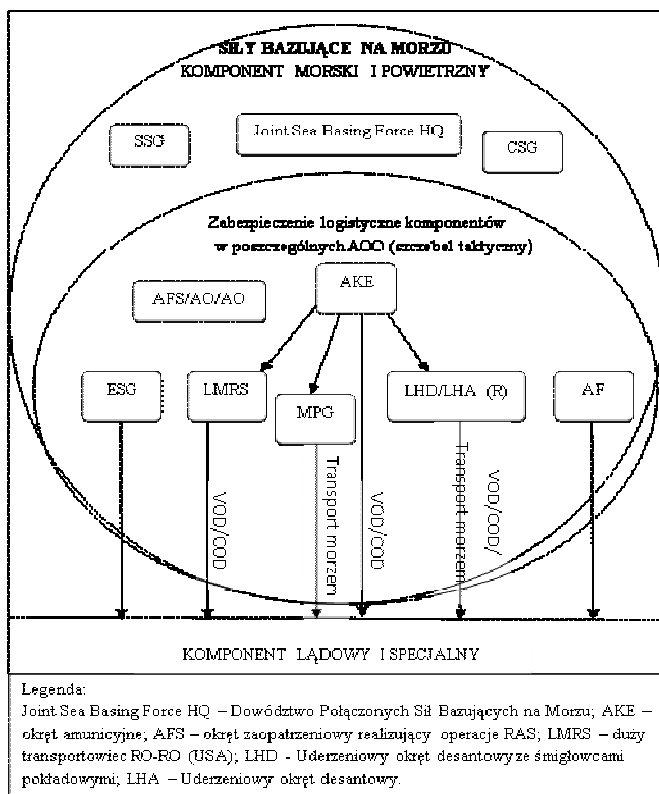 SIŁY BAZUJĄCE NA MORZU
KOMPONENT MORSKI I POWIETRZNY
SSG
Joint Sea Basing Force HQ
CSG
Zabezpieczenie logistyczne komponentów
w poszczególnych AOO (szczebel taktyczny)
AFS/AO/AO
AKE
ESG
LMRS
MPG
LHD/LHA (R)
AF
VOD/COD
Transport morzem
VOD/COD
VOD/COD/
Transport morzem
KOMPONENT LĄDOWY I SPECJALNY
Legenda:
Joint Sea Basing Force HQ – Dowództwo Połączonych Sił Bazujących na Morzu; AKE –
okręt amunicyjne; AFS – okręt zaopatrzeniowy realizujący operacje RAS; LMRS – duży
transportowiec RO-RO (USA); LHD - Uderzeniowy okręt desantowy ze śmigłowcami
pokładowymi; LHA – Uderzeniowy okręt desantowy.